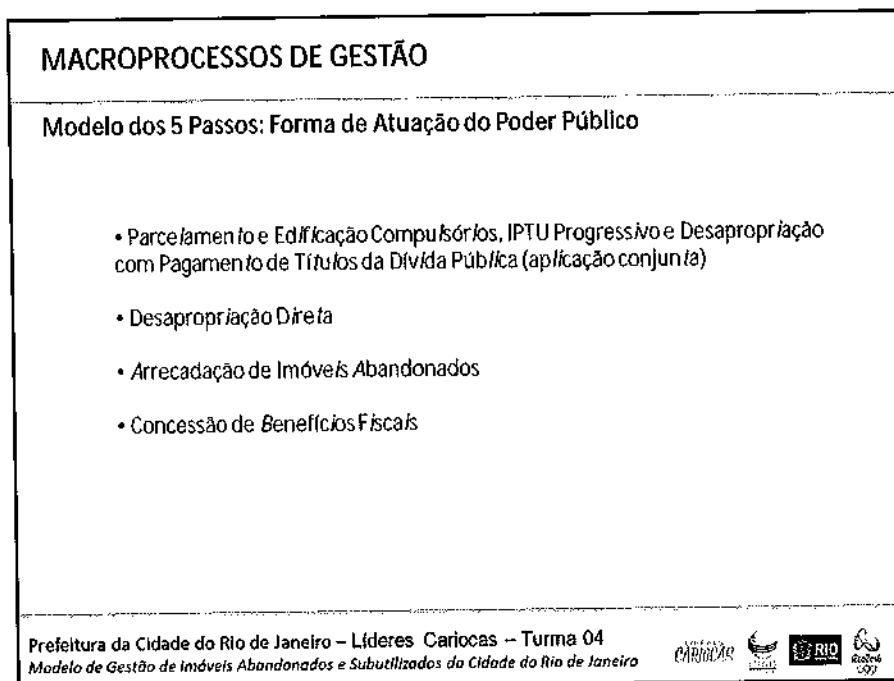 MACROPROCESSOS DE GESTÃO
Modelo dos 5 Passos: Forma de Atuação do Poder Público
• Parcelamento e Edificação Compulsórios, IPTU Progressivo e Desapropriação
com Pagamento de Títulos da Dívida Pública (aplicação conjunta)
• Desapropriação Direta
• Arrecadação de Imóveis Abandonados
• Concessão de Benefícios Fiscais
Prefeitura da Cidade do Rio de Janeiro – Líderes Cariocas – Turma 04
Modelo de Gestão de Imóveis Abandonados e Subutilizados da Cidade do Rio de Janeiro
CARIOCAS
RIO